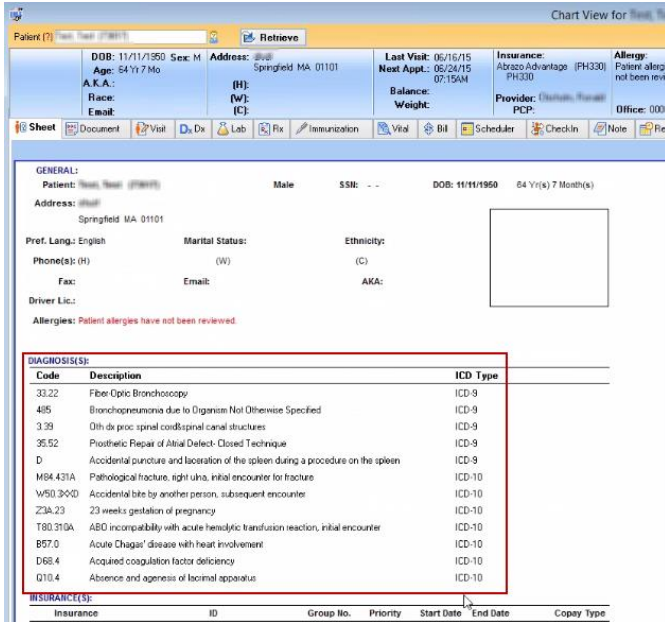 Chart View for
Patient (?) Retrieve
DOB: 11/11/1950 Sex: M Address: Last Visit: 06/16/15 Insurance: Allergy:
Age: 64 Yr 7 Mo Springfield MA 01101 Next Appt.: 06/24/15 Abrazo Advantage (PH330) Patient allergi
A.K.A.: (H): 07:15AM PH330 not been revi
Race: (W): Balance: Provider:
Email: (C): Weight: PCP: Office: 000
Sheet Document Visit Dx Dx Lab Rx Immunization Vital Bill Scheduler CheckIn Note Re
GENERAL:
Patient: Male SSN: - - DOB: 11/11/1950 64 Yr(s) 7 Month(s)
Address:
Springfield MA 01101
Pref. Lang.: English Marital Status: Ethnicity:
Phone(s): (H) (W) (C)
Fax: Email: AKA:
Driver Lic.:
Allergies: Patient allergies have not been reviewed.
DIAGNOSIS(S):
Code Description ICD Type
33.22 Fiber-Optic Bronchoscopy ICD-9
485 Bronchopneumonia due to Organism Not Otherwise Specified ICD-9
3.39 Oth dx proc spinal cord&spinal canal structures ICD-9
35.52 Prosthetic Repair of Atrial Defect- Closed Technique ICD-9
D Accidental puncture and laceration of the spleen during a procedure on the spleen ICD-9
M84.431A Pathological fracture, right ulna, initial encounter for fracture ICD-10
W50.3XXD Accidental bite by another person, subsequent encounter ICD-10
Z3A.23 23 weeks gestation of pregnancy ICD-10
T80.310A ABO incompatibility with acute hemolytic transfusion reaction, initial encounter ICD-10
B57.0 Acute Chagas' disease with heart involvement ICD-10
D68.4 Acquired coagulation factor deficiency ICD-10
Q10.4 Absence and agenesis of lacrimal apparatus ICD-10
INSURANCE(S):
Insurance ID Group No. Priority Start Date End Date Copay Type